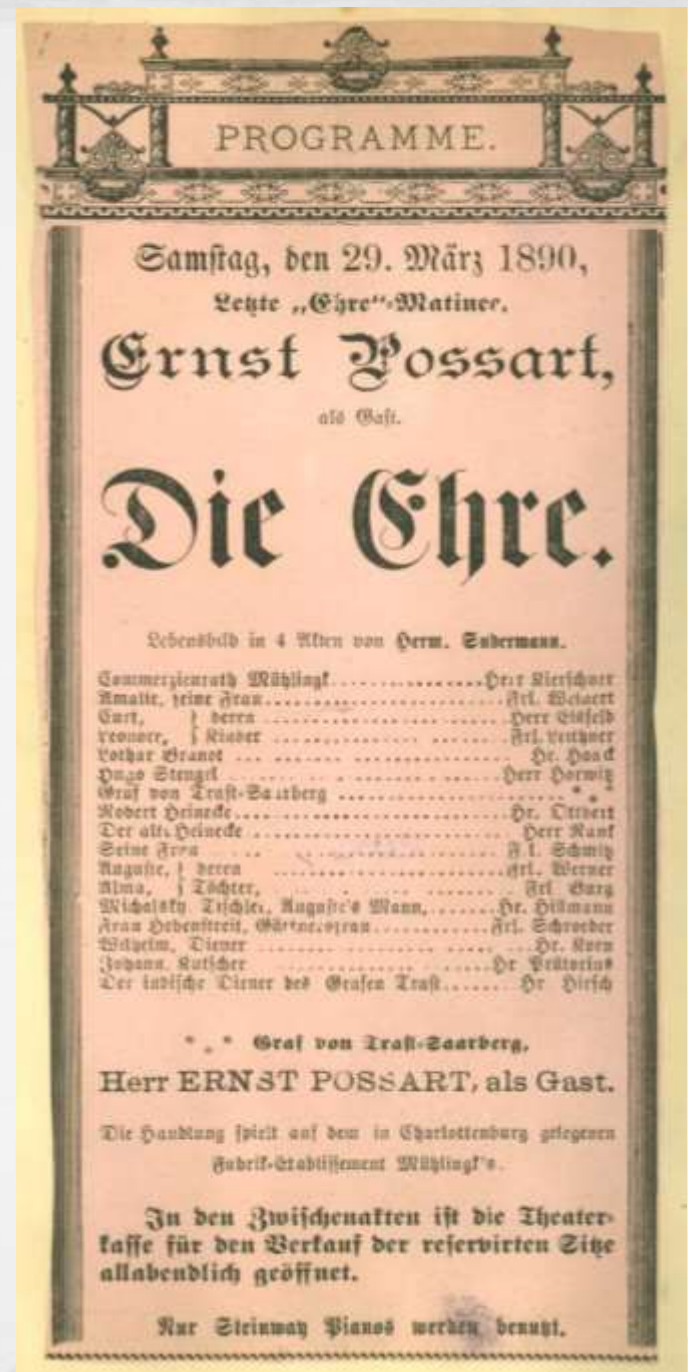 PROGRAMME.
Samstag, den 29. März 1890,
Letzte „Ehre“-Matinee.
Ernst Possart,
als Gast.
Die Ehre.
Lebensbild in 4 Akten von Herm. Sudermann.
Commerzienrath Mühlingk................Herr Kierschner
Amalie, seine Frau........................Frl.
Curt, } deren ........................Herr Eilfeld
Leonore, } Kinder ........................Frl. Leithner
Lothar Brandt ... ... ..................Hr. Haack
Hugo Stengel ........................Herr Horwitz
Graf von Trast-Saarberg ........................* * *
Robert Heinecke........................Hr. Ottbert
Der alte Heinecke........................Herr Rank
Seine Frau ........................Frl. Schmitz
Auguste, } deren ........................Frl. Werner
Alma, } Töchter, ........................Frl Burg
Michalsky Tischler, Auguste's Mann,.......Hr. Hillmann
Frau Hebenstreit, Gärtnersfrau................Frl. Schroeder
Wilhelm, Diener ........................Hr. Korn
Johann, Kutscher ........................Hr Prätorius
Der indische Diener des Grafen Trast......Hr Hirsch
* * * Graf von Trast-Saarberg,
Herr ERNST POSSART, als Gast.
Die Handlung spielt auf dem in Charlottenburg gelegenen
Fabrik-Etablissement Mühlingk's.
In den Zwischenakten ist die Theater-
kasse für den Verkauf der reservirten Sitze
allabendlich geöffnet.
Nur Steinway Pianos werden benutzt.